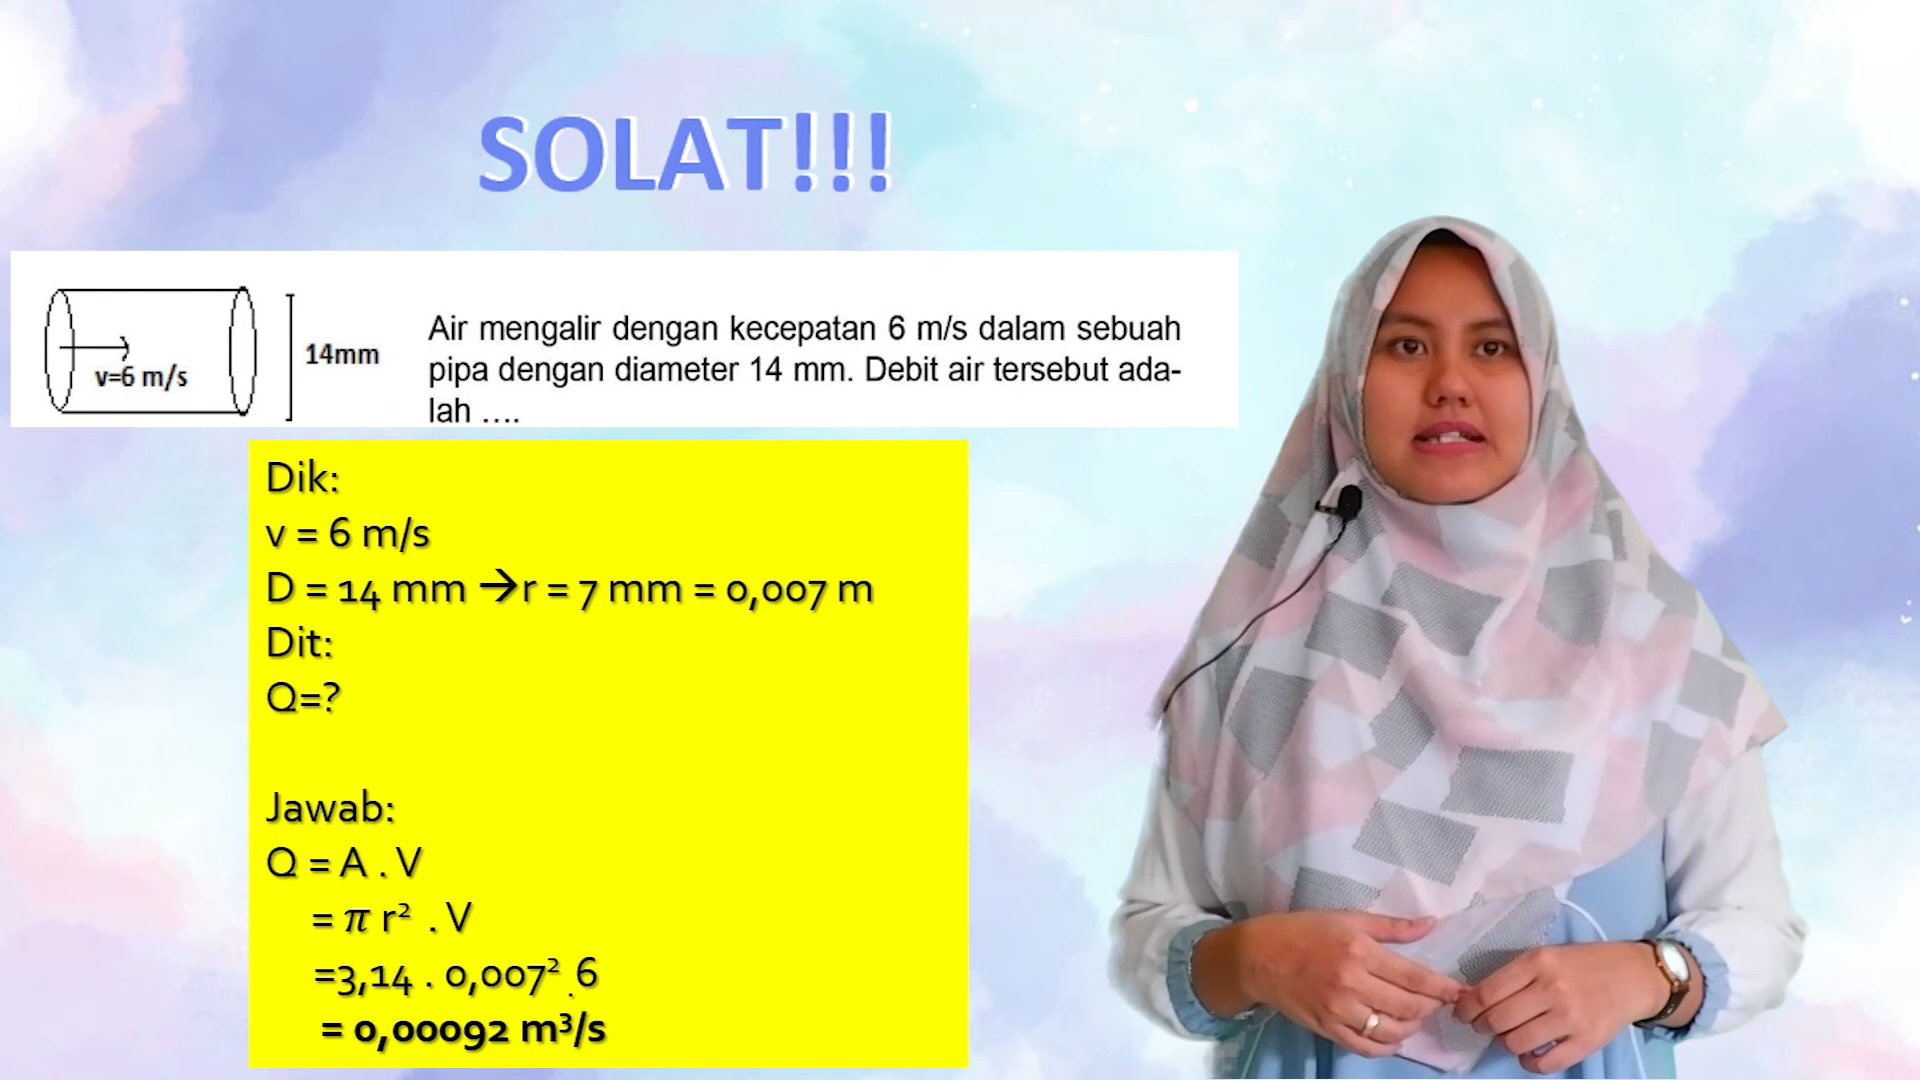 SOLAT!!!
v=6 m/s
14mm
Air mengalir dengan kecepatan 6 m/s dalam sebuah
pipa dengan diameter 14 mm. Debit air tersebut ada-
lah ....
Dik:
v = 6 m/s
D = 14 mm →r = 7 mm = 0,007 m
Dit:
Q=?
Jawab:
Q = A . V
= π r² . V
=3,14 . 0,007² . 6
= 0,00092 m³/s